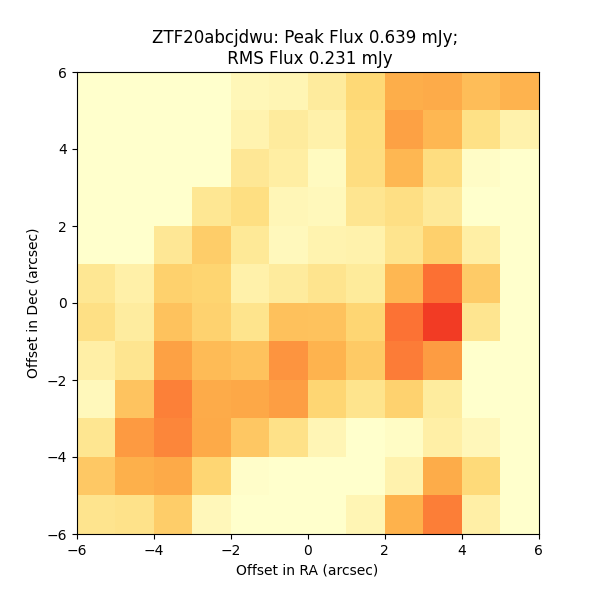 ZTF20abcjdwu: Peak Flux 0.639 mJy;
RMS Flux 0.231 mJy
6
4
2
0
−2
−4
−6
Offset in Dec (arcsec)
−6 −4 −2 0 2 4 6
Offset in RA (arcsec)